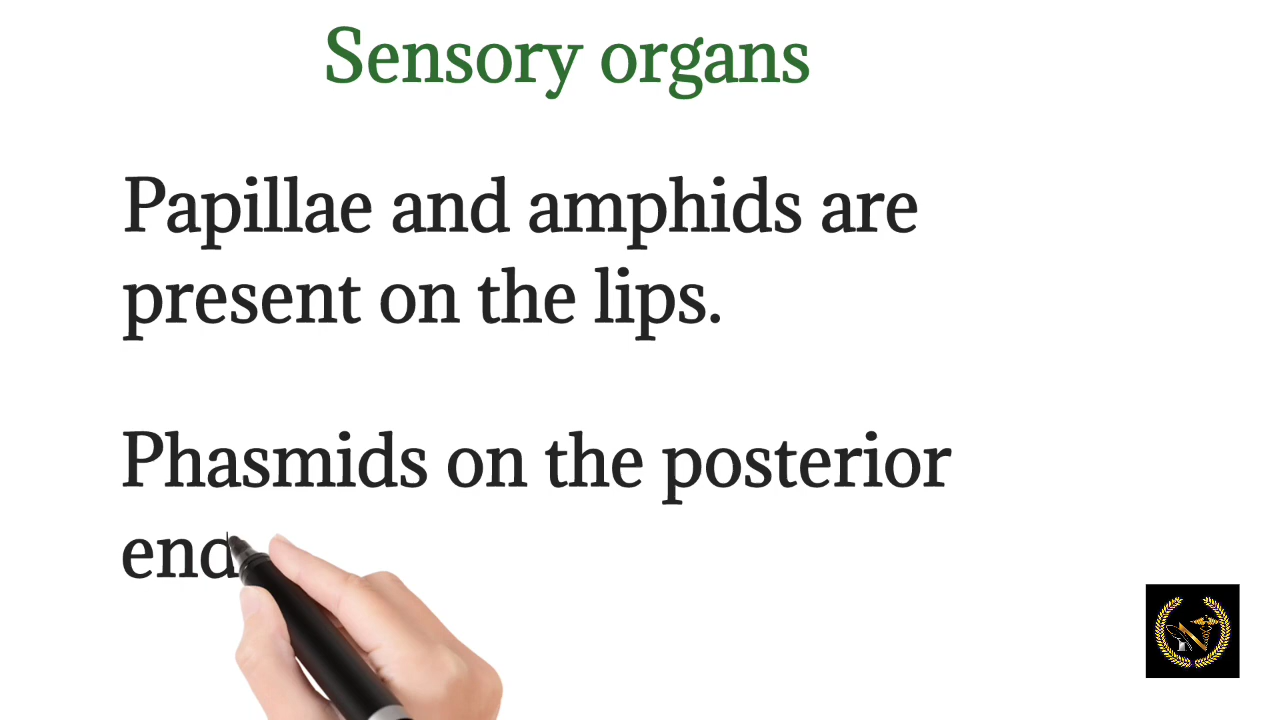 Sensory organs
Papillae and amphids are
present on the lips.
Phasmids on the posterior
end